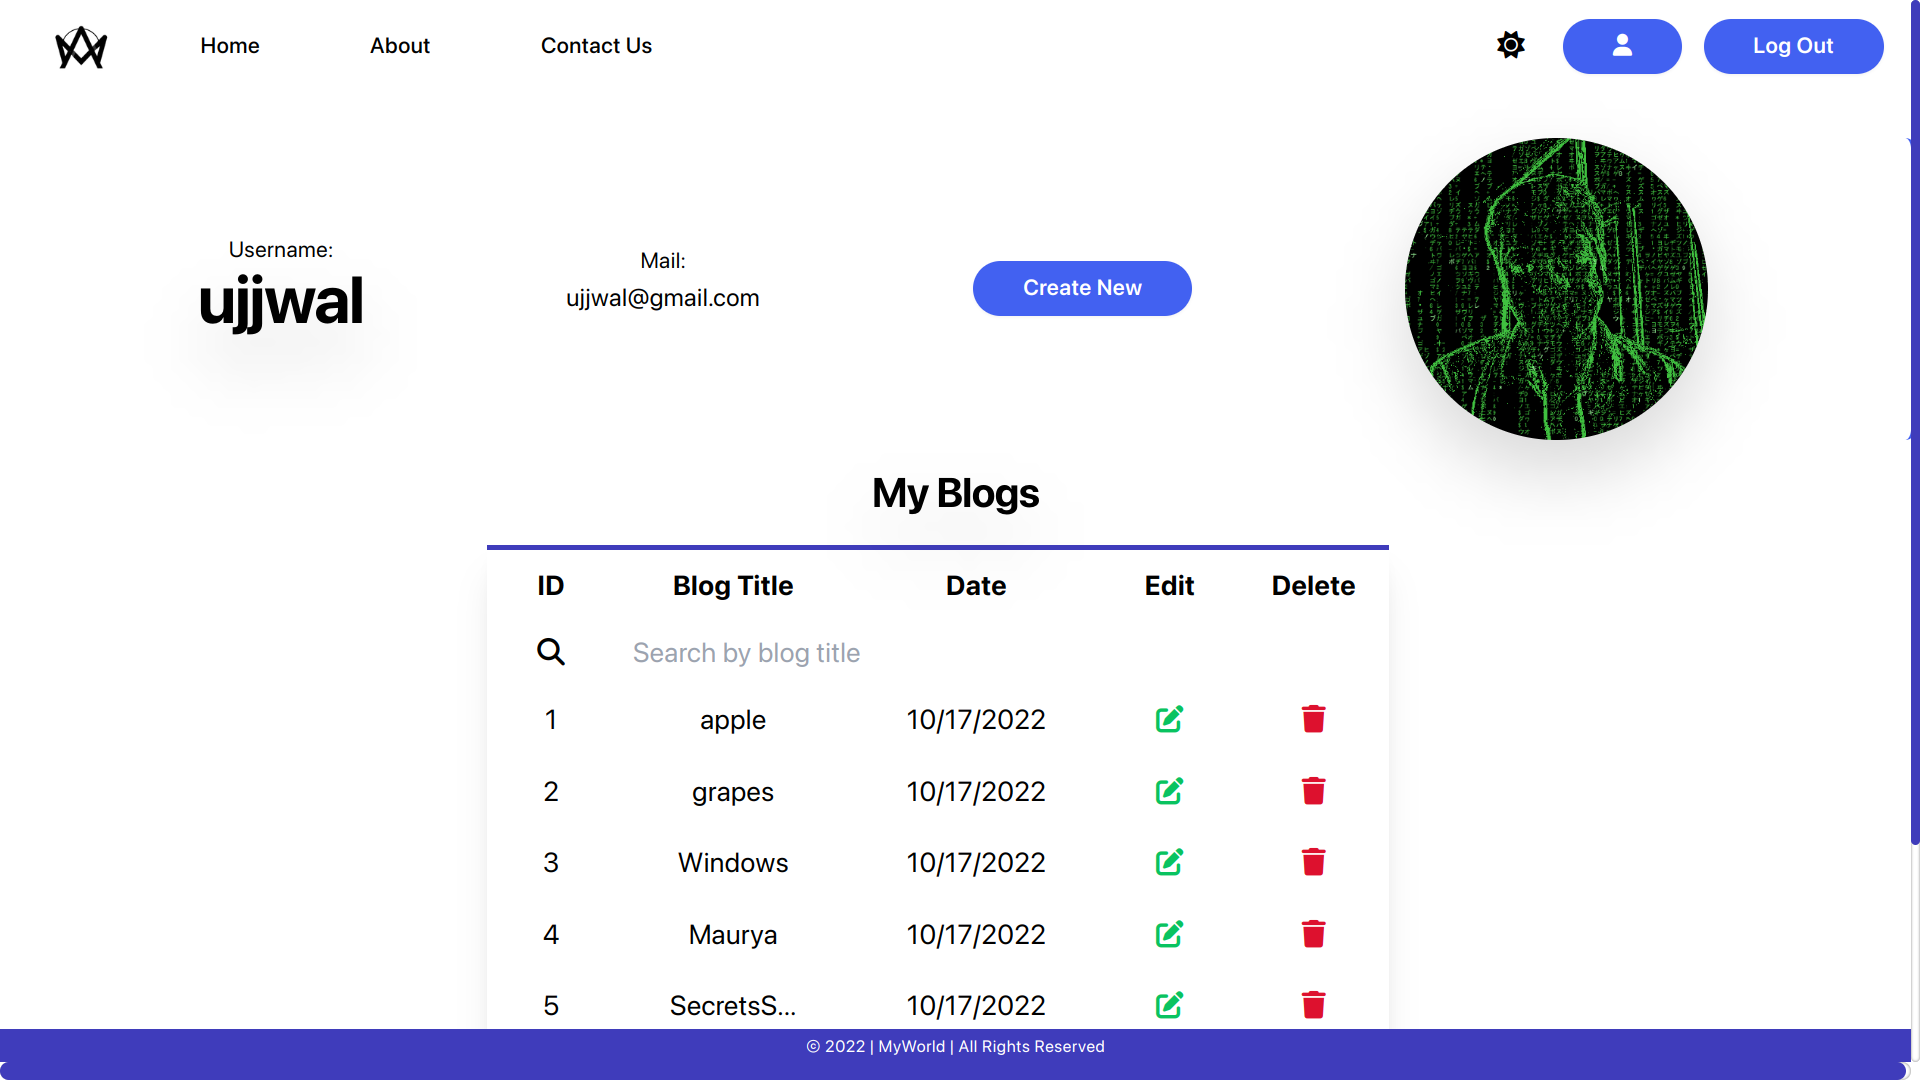 Home About Contact Us Log Out
Username:
ujjwal
Mail:
ujjwal@gmail.com
Create New
My Blogs
ID Blog Title Date Edit Delete
Search by blog title
1 apple 10/17/2022
2 grapes 10/17/2022
3 Windows 10/17/2022
4 Maurya 10/17/2022
5 SecretsS... 10/17/2022
© 2022 | MyWorld | All Rights Reserved